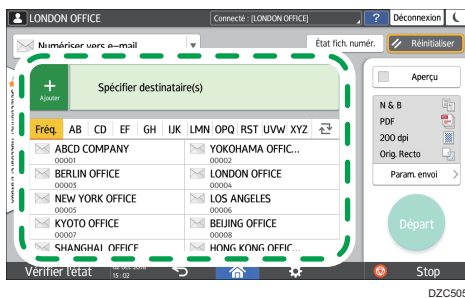 LONDON OFFICE
Connecté : [LONDON OFFICE]
?
Déconnexion
Numériser vers e-mail
État fich. numér.
Réinitialiser
+
Ajouter
Spécifier destinataire(s)
Aperçu
Fréq. AB CD EF GH IJK LMN OPQ RST UVW XYZ
N & B
PDF
200 dpi
Orig. Recto
Param. envoi
ABCD COMPANY
00001
YOKOHAMA OFFIC...
00002
BERLIN OFFICE
00003
LONDON OFFICE
00004
NEW YORK OFFICE
00005
LOS ANGELES
00006
KYOTO OFFICE
00007
BEIJING OFFICE
00008
SHANGHAI OFFICE
HONG KONG OFFIC...
Départ
Vérifier l'état
15 : 02
Stop
DZC505